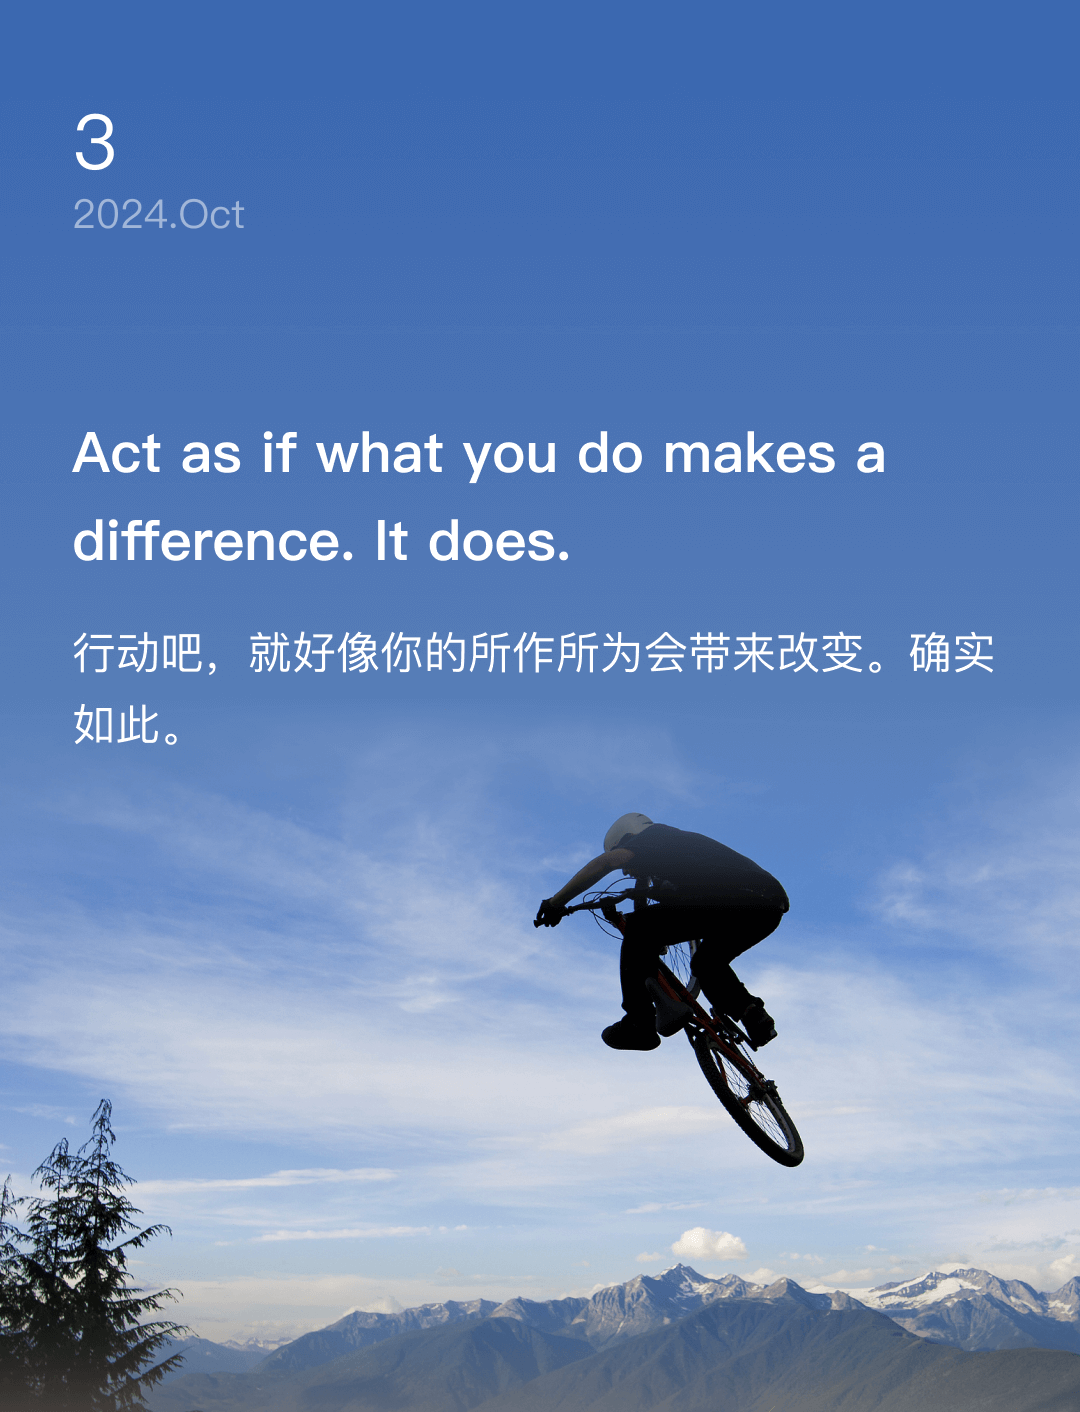 3
2024.Oct
Act as if what you do makes a
difference. It does.
行动吧，就好像你的所作所为会带来改变。确实
如此。